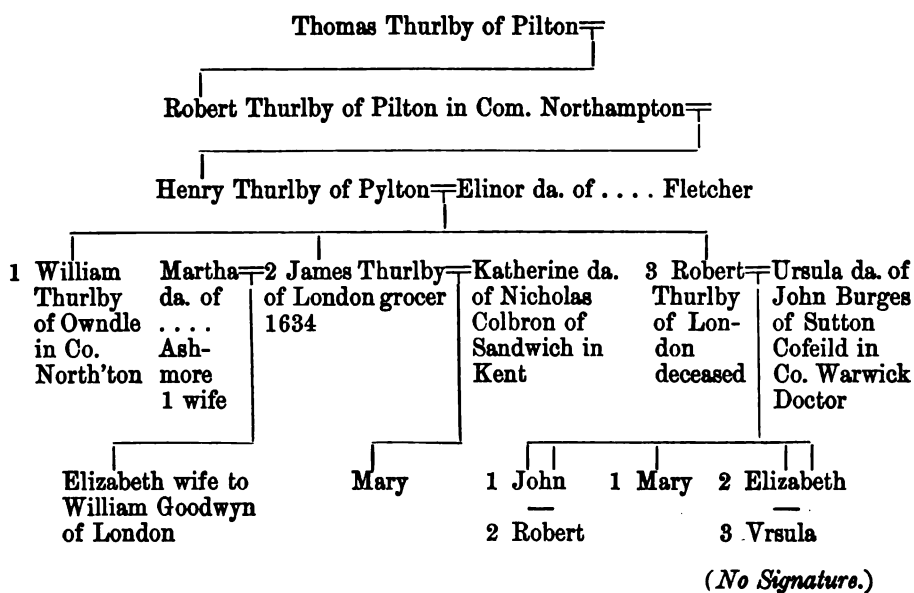 Thomas Thurlby of Pilton
Robert Thurlby of Pilton in Com. Northampton
Henry Thurlby of Pylton Elinor da. of .... Fletcher
1 William
Thurlby
of Owndle
in Co.
North'ton
Martha
da. of
....
Ash-
more
1 wife
2 James Thurlby
of London grocer
1634
Katherine da.
of Nicholas
Colbron of
Sandwich in
Kent
3 Robert
Thurlby
of Lon-
don
deceased
Ursula da. of
John Burges
of Sutton
Cofeild in
Co. Warwick
Doctor
Elizabeth wife to
William Goodwyn
of London
Mary
1 John
2 Robert
1 Mary
2 Elizabeth
3 Vrsula
(No Signature.)